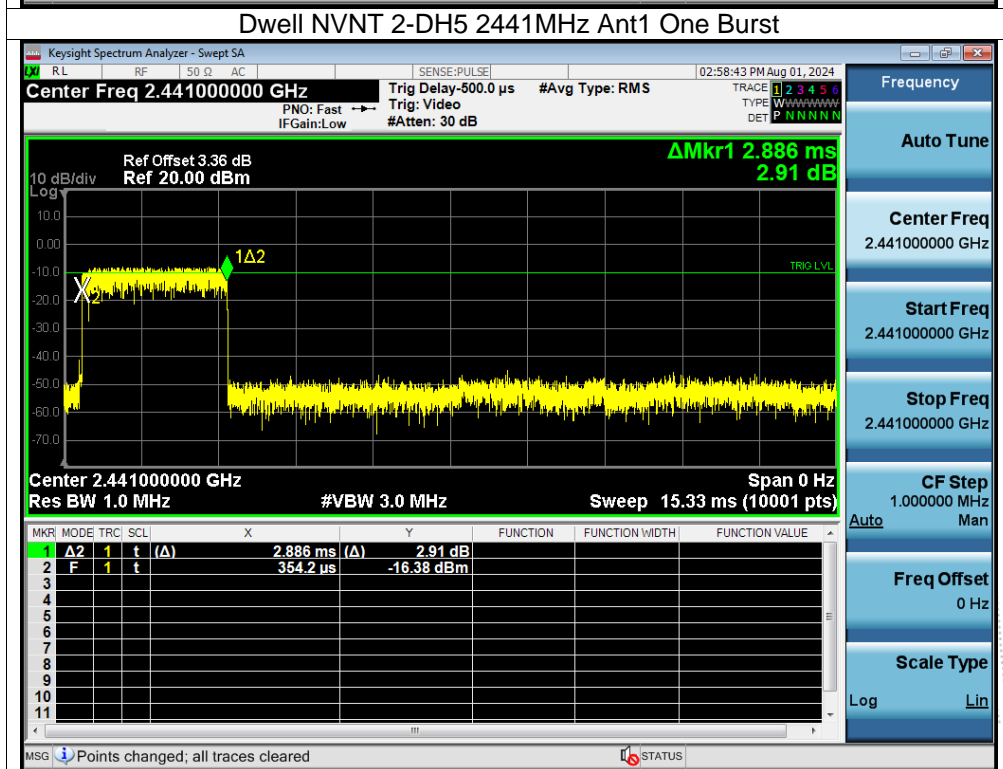 Dwell NVNT 2-DH5 2441MHz Ant1 One Burst
Keysight Spectrum Analyzer - Swept SA
LXI RL RF 50 Ω AC SENSE:PULSE 02:58:43 PM Aug 01, 2024
Center Freq 2.441000000 GHz Trig Delay-500.0 µs #Avg Type: RMS TRACE 1 2 3 4 5 6
PNO: Fast Trig: Video TYPE WWWWWWW
IFGain:Low #Atten: 30 dB DET P N N N N N
Ref Offset 3.36 dB ΔMkr1 2.886 ms
10 dB/div Ref 20.00 dBm 2.91 dB
Log
10.0
0.00
1Δ2
-10.0 TRIG LVL
X2
-20.0
-30.0
-40.0
-50.0
-60.0
-70.0
Center 2.441000000 GHz Span 0 Hz
Res BW 1.0 MHz #VBW 3.0 MHz Sweep 15.33 ms (10001 pts)
MKR MODE TRC SCL X Y FUNCTION FUNCTION WIDTH FUNCTION VALUE
1 Δ2 1 t (Δ) 2.886 ms (Δ) 2.91 dB
2 F 1 t 354.2 µs -16.38 dBm
3
4
5
6
7
8
9
10
11
MSG Points changed; all traces cleared STATUS
Frequency
Auto Tune
Center Freq
2.441000000 GHz
Start Freq
2.441000000 GHz
Stop Freq
2.441000000 GHz
CF Step
1.000000 MHz
Auto Man
Freq Offset
0 Hz
Scale Type
Log Lin